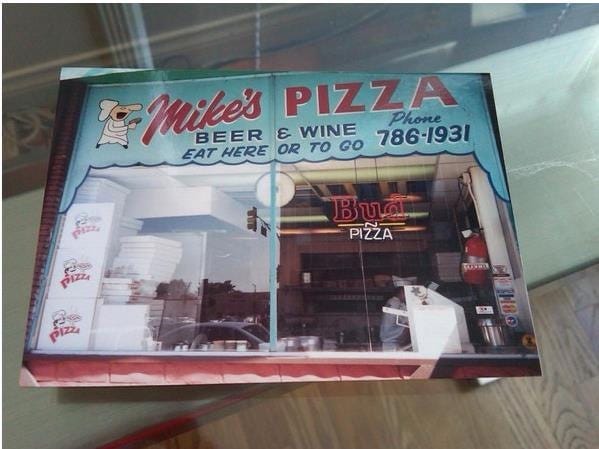 Mike's PIZZA
BEER & WINE
Phone
EAT HERE OR TO GO
786-1931
Bud
N
PIZZA
PIZZA
PIZZA
PIZZA